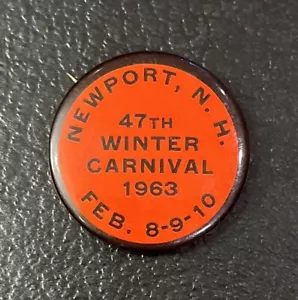 NEWPORT, N. H.
47TH
WINTER
CARNIVAL
1963
FEB. 8-9-10